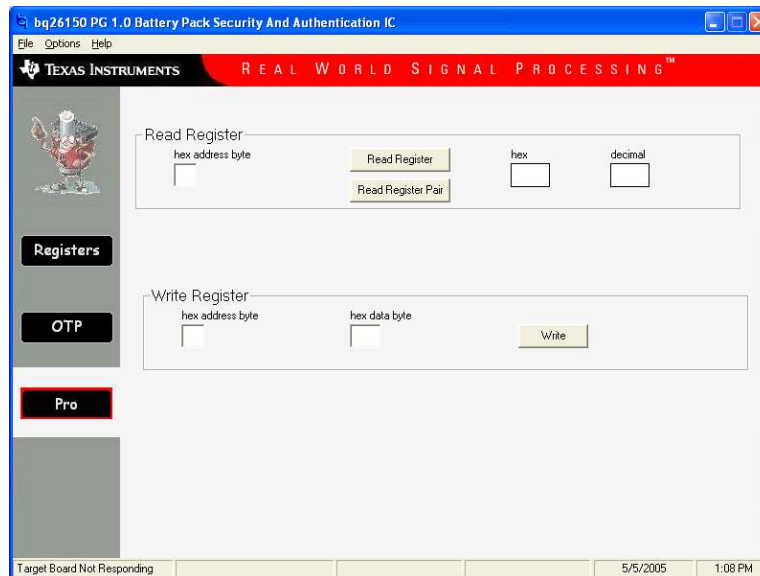 bq26150 PG 1.0 Battery Pack Security And Authentication IC
File Options Help
TEXAS INSTRUMENTS REAL WORLD SIGNAL PROCESSING™
Read Register
hex address byte Read Register hex decimal
Read Register Pair
Registers
Write Register
hex address byte hex data byte
OTP Write
Pro
Target Board Not Responding 5/5/2005 1:08 PM